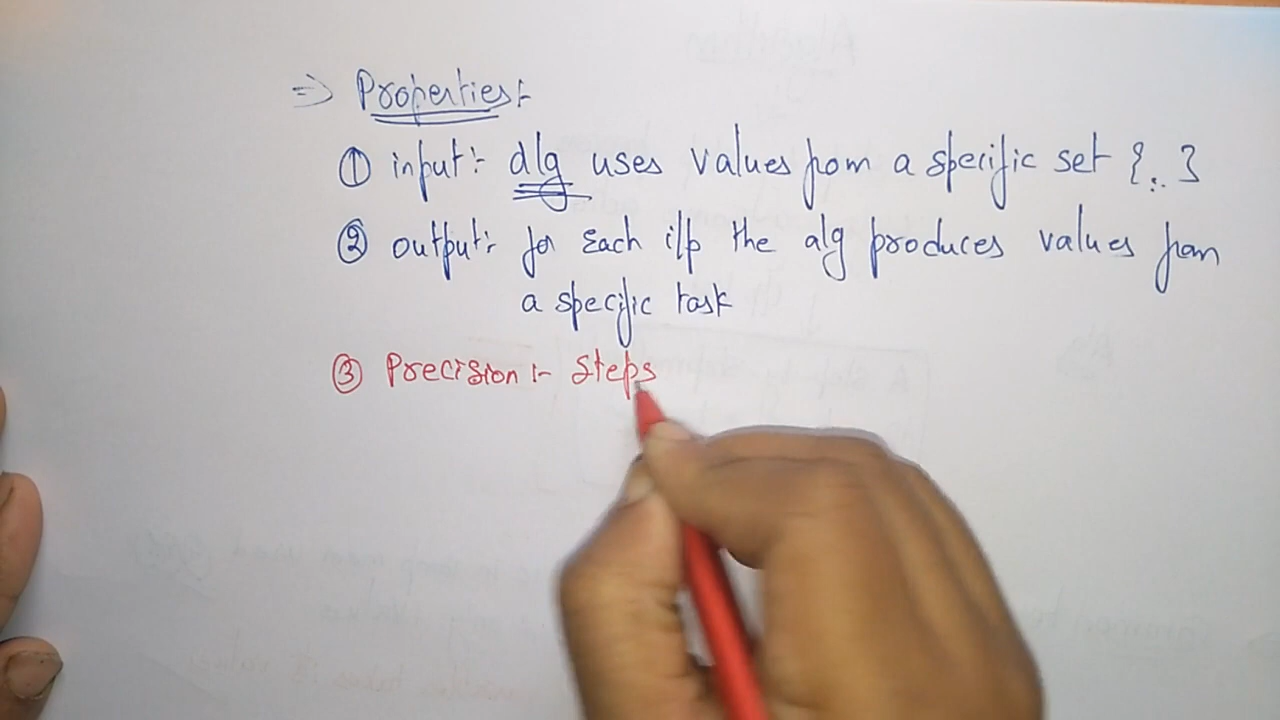 ⇒ Properties:-
① input:- alg uses values from a specific set {..}
② output:- for Each i/p the alg produces values from
a specific task
③ Precision:- Steps